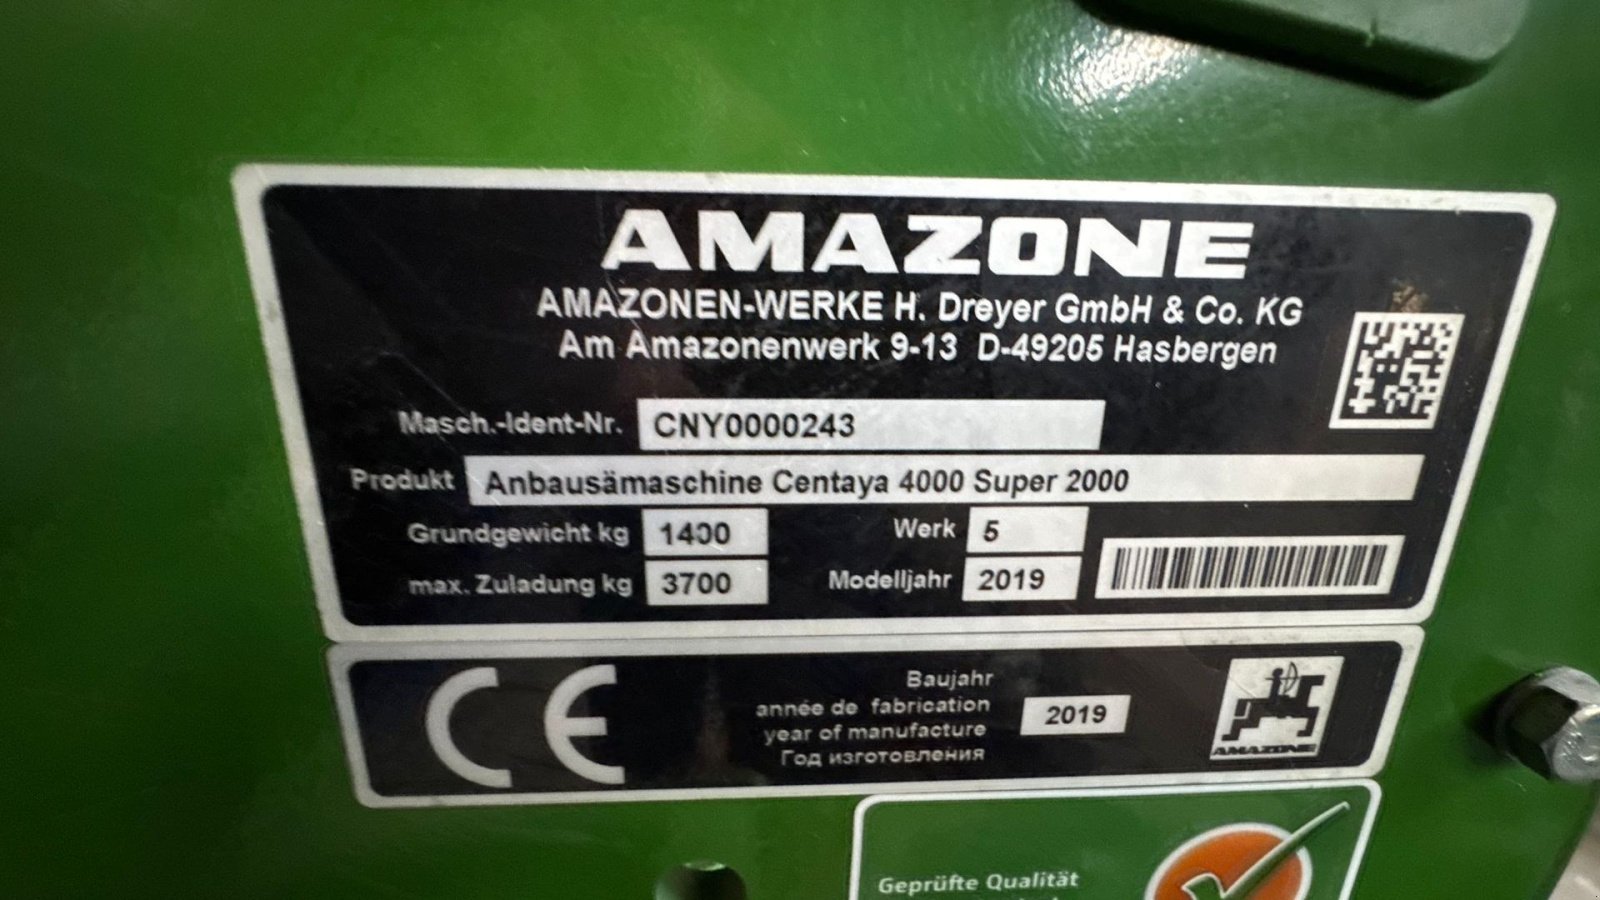 AMAZONE
AMAZONEN-WERKE H. Dreyer GmbH & Co. KG
Am Amazonenwerk 9-13 D-49205 Hasbergen
Masch.-Ident-Nr. CNY0000243
Produkt Anbausämaschine Centaya 4000 Super 2000
Grundgewicht kg 1400 Werk 5
max. Zuladung kg 3700 Modelljahr 2019
CE
Baujahr
année de fabrication
year of manufacture
Год изготовления
2019
AMAZONE
Geprüfte Qualität